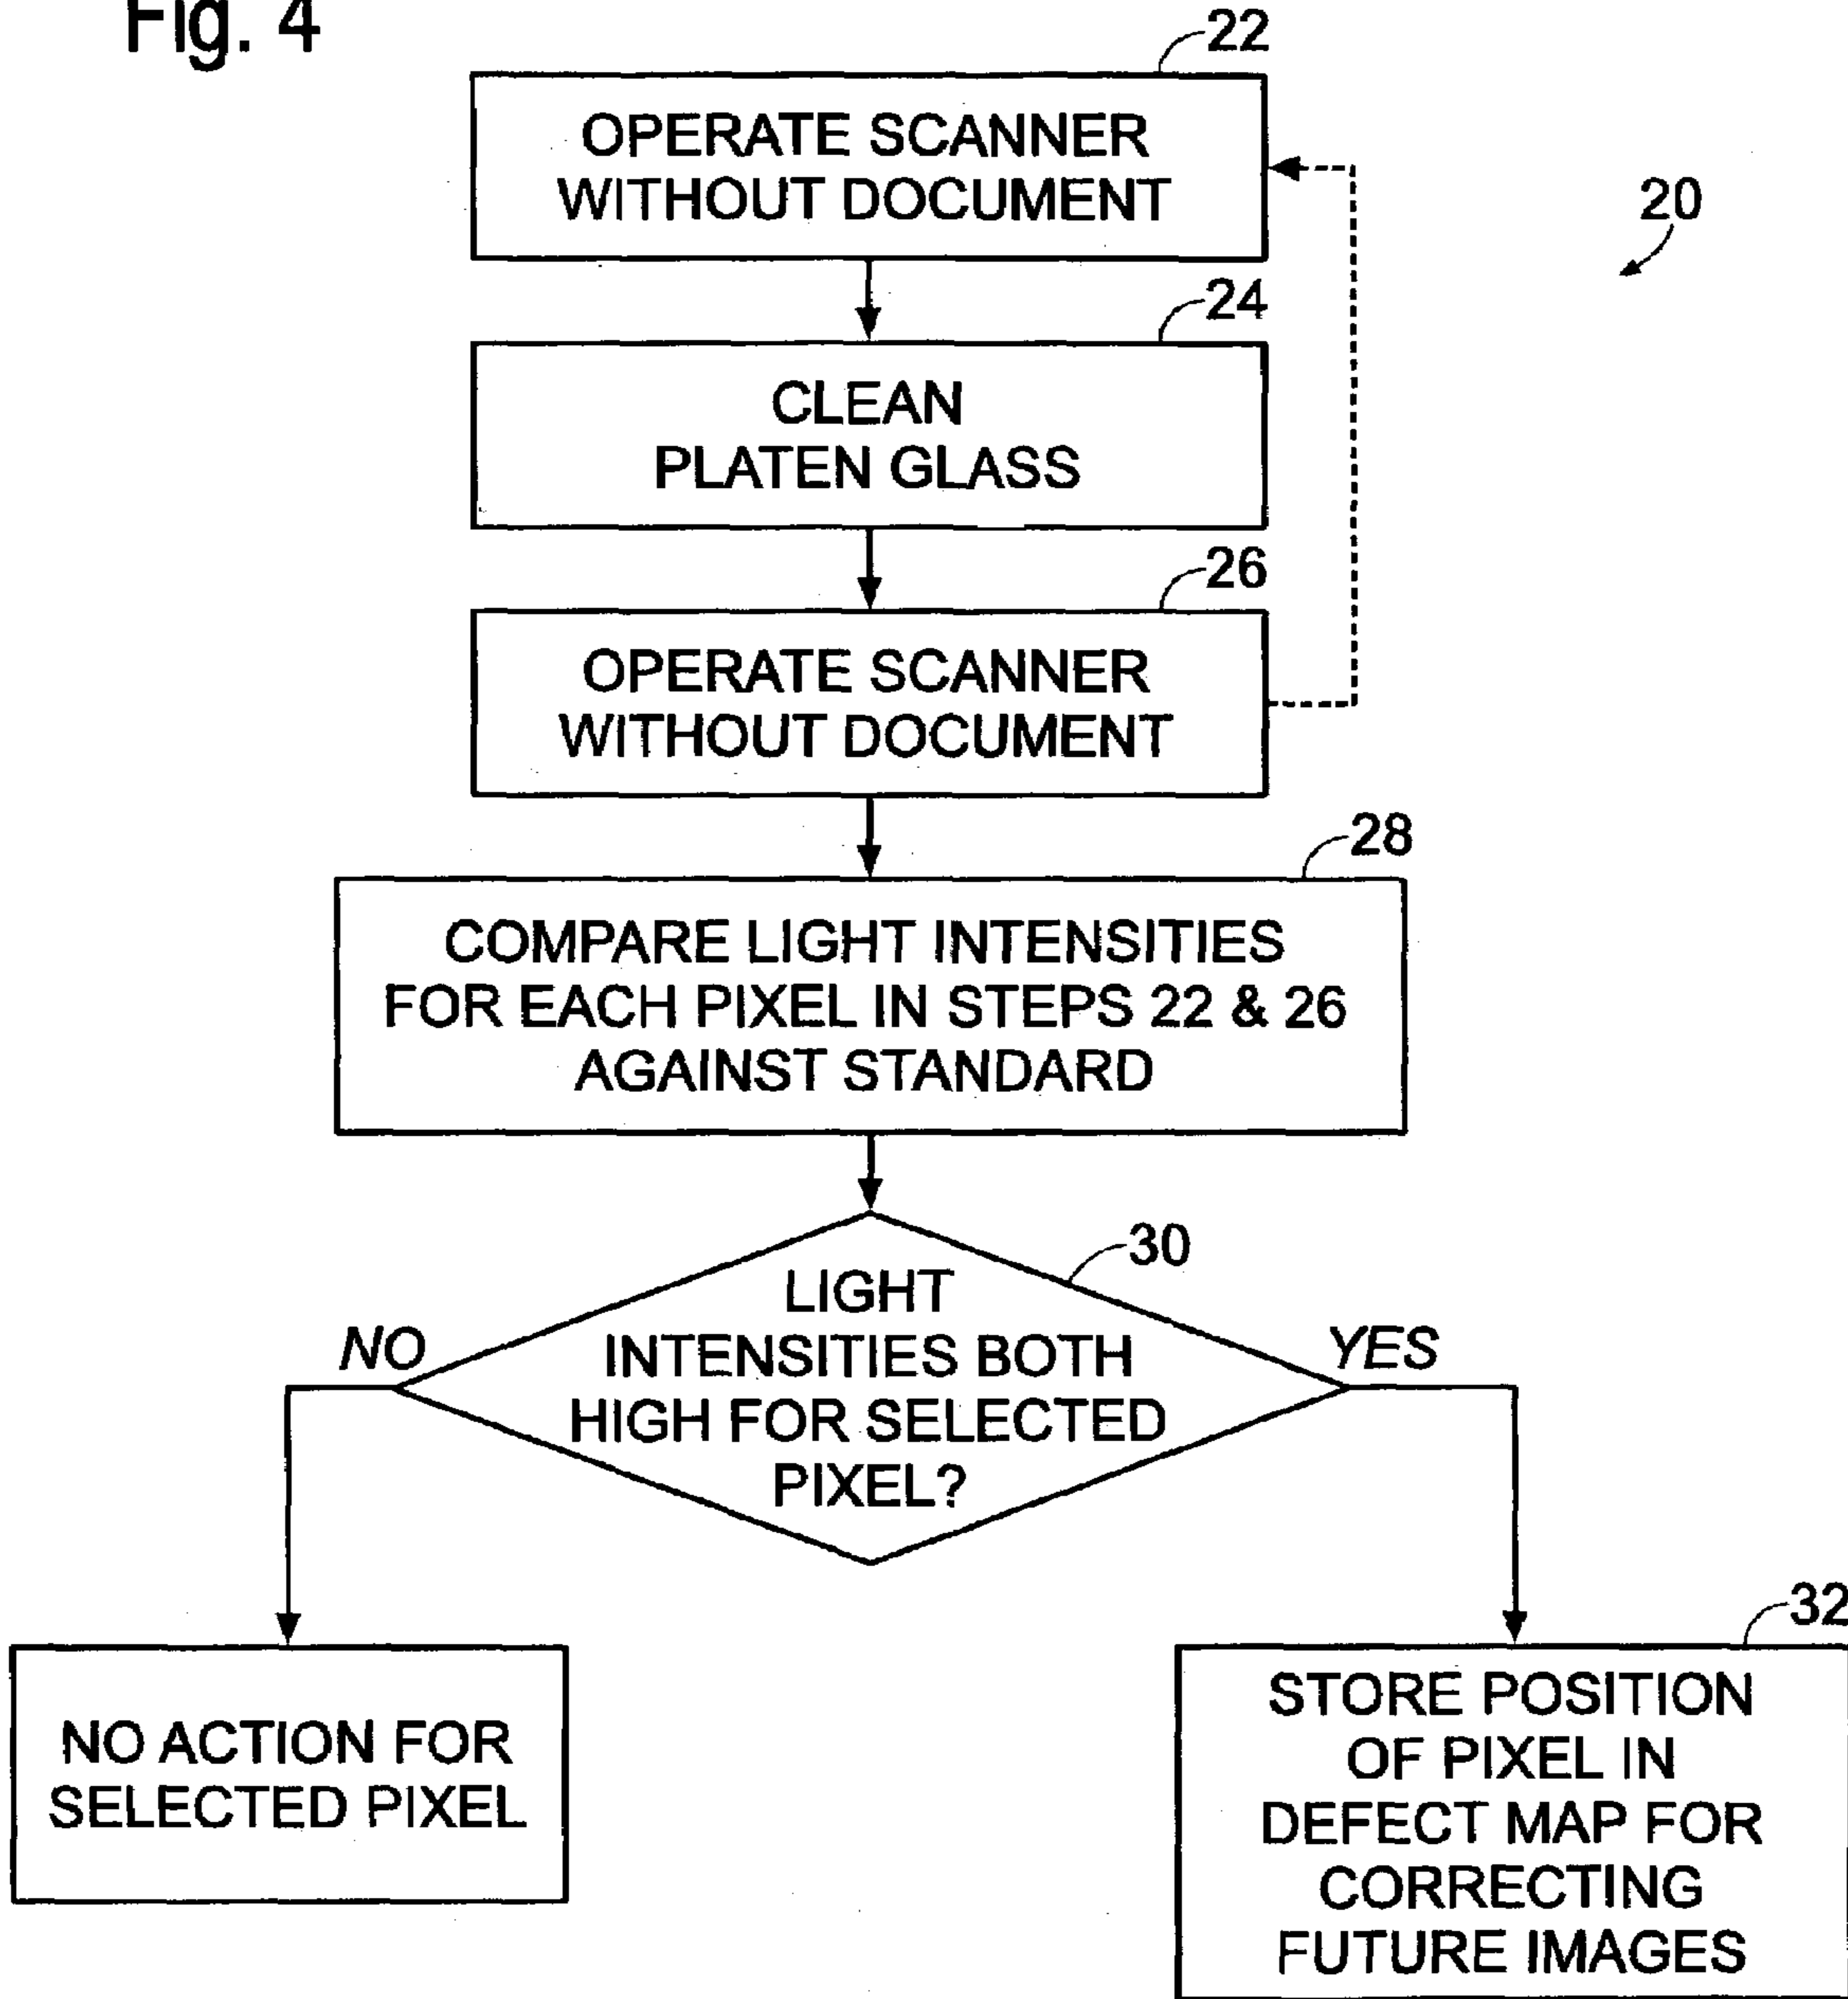 Fig. 4
22
OPERATE SCANNER
WITHOUT DOCUMENT
20
24
CLEAN
PLATEN GLASS
26
OPERATE SCANNER
WITHOUT DOCUMENT
28
COMPARE LIGHT INTENSITIES
FOR EACH PIXEL IN STEPS 22 & 26
AGAINST STANDARD
30
LIGHT
INTENSITIES BOTH
HIGH FOR SELECTED
PIXEL?
NO
YES
NO ACTION FOR
SELECTED PIXEL
32
STORE POSITION
OF PIXEL IN
DEFECT MAP FOR
CORRECTING
FUTURE IMAGES